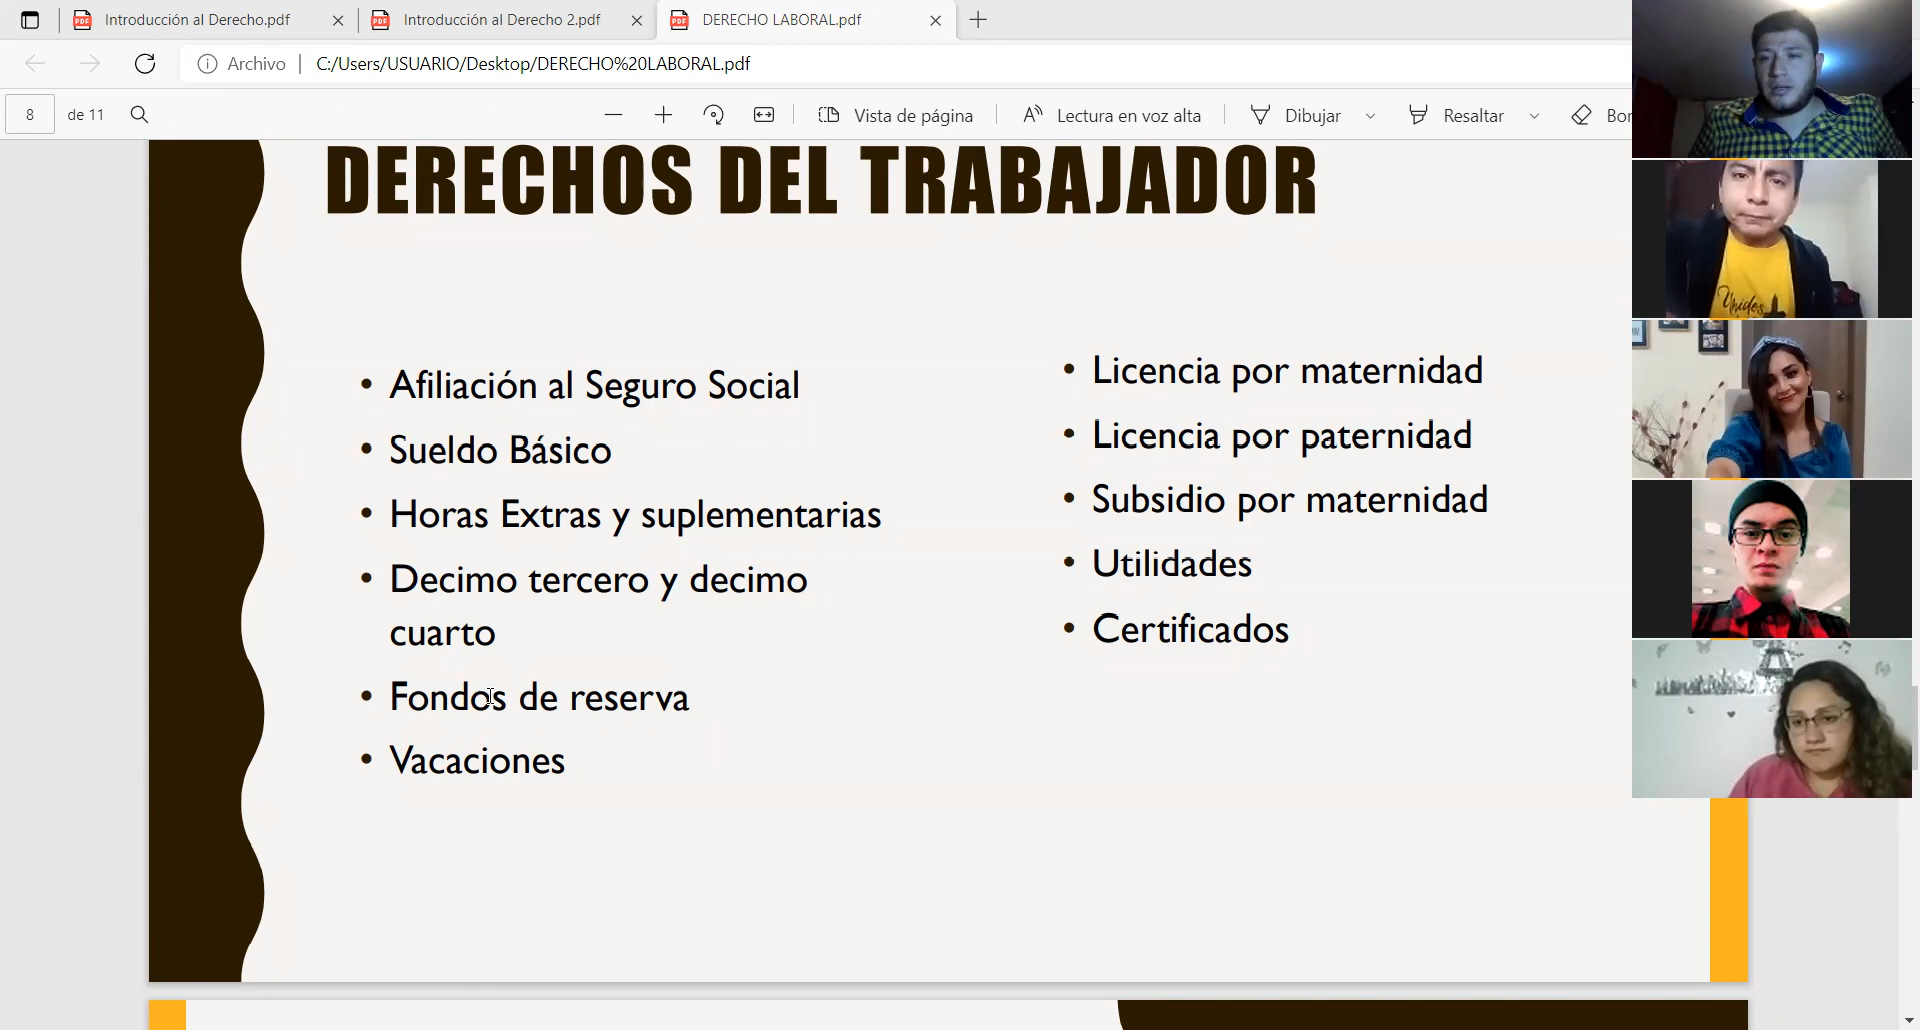 Introducción al Derecho.pdf
Introducción al Derecho 2.pdf
DERECHO LABORAL.pdf
Archivo
C:/Users/USUARIO/Desktop/DERECHO%20LABORAL.pdf
8 de 11
Vista de página
Lectura en voz alta
Dibujar
Resaltar
Bor
DERECHOS DEL TRABAJADOR
• Afiliación al Seguro Social
• Sueldo Básico
• Horas Extras y suplementarias
• Decimo tercero y decimo
cuarto
• Fondos de reserva
• Vacaciones
• Licencia por maternidad
• Licencia por paternidad
• Subsidio por maternidad
• Utilidades
• Certificados
Unidos